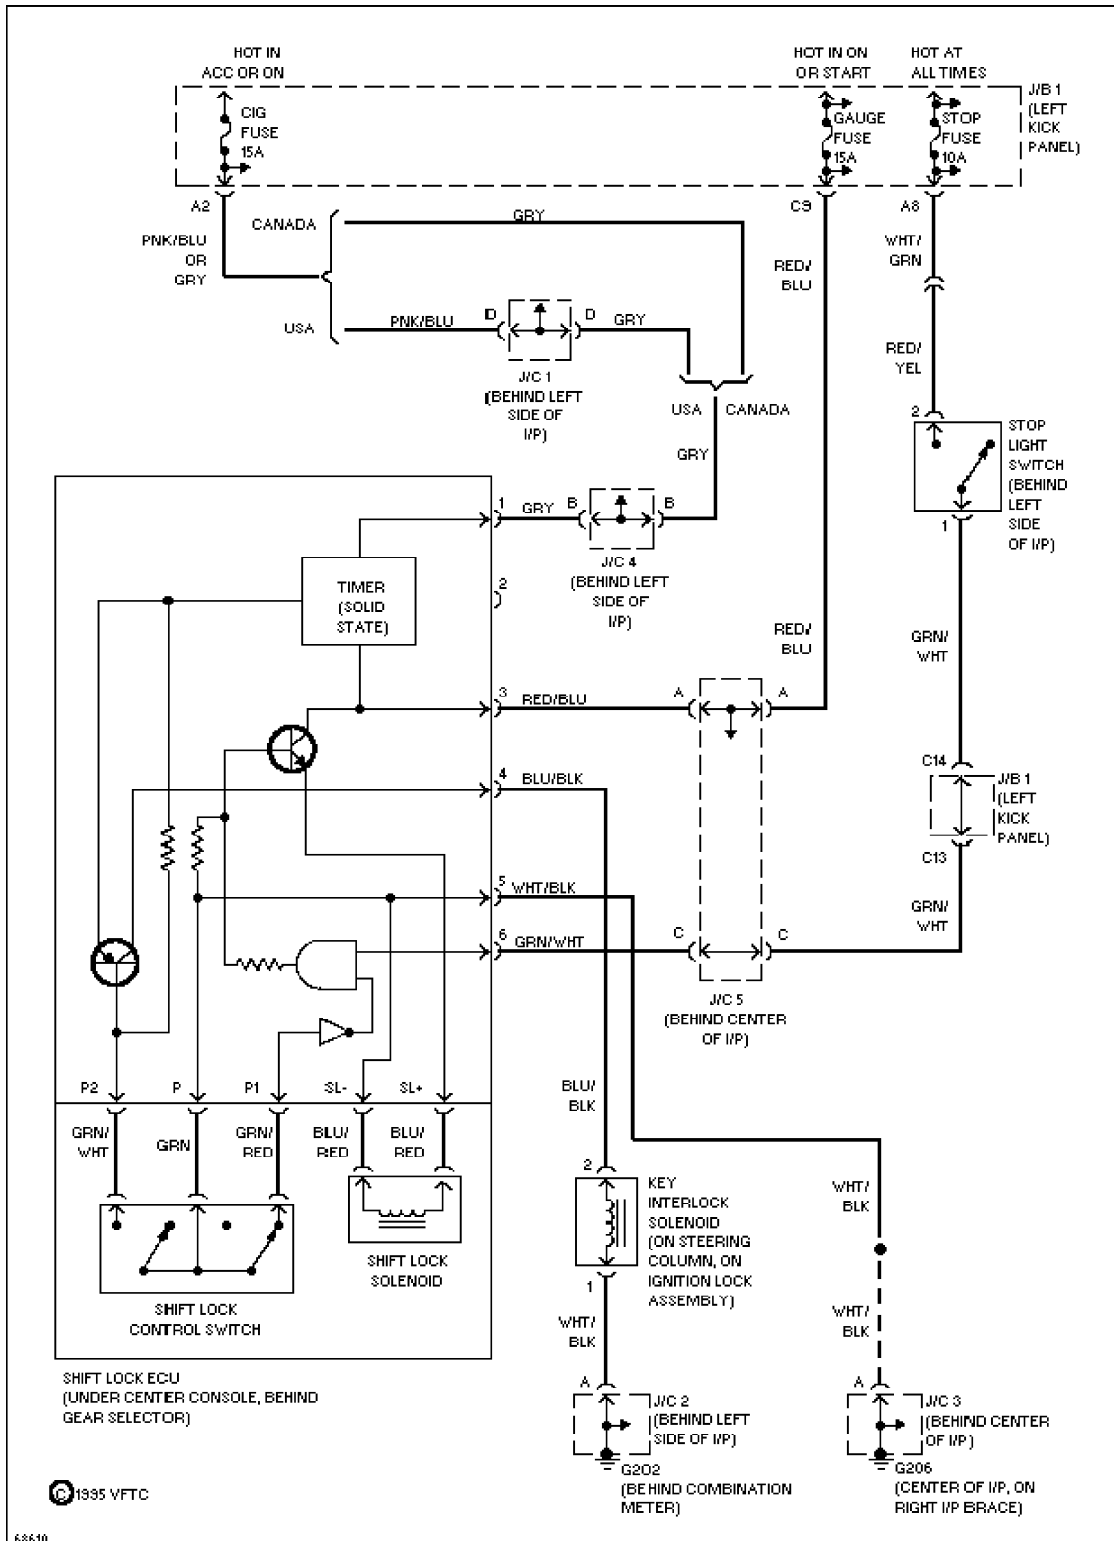 HOT IN
ACC OR ON
HOT IN ON
OR START
HOT AT
ALL TIMES
J/B 1
(LEFT
KICK
PANEL)
CIG
FUSE
15A
GAUGE
FUSE
15A
STOP
FUSE
10A
A2
C9
A8
PNK/BLU
OR
GRY
CANADA
GRY
RED/
BLU
WHT/
GRN
USA
PNK/BLU
ID
D
GRY
J/C 1
(BEHIND LEFT
SIDE OF
I/P)
RED/
YEL
USA
CANADA
GRY
2
STOP
LIGHT
SWITCH
(BEHIND
LEFT
SIDE
OF I/P)
1
1
GRY
B
B
J/C 4
(BEHIND LEFT
SIDE OF
I/P)
TIMER
(SOLID
STATE)
2
RED/
BLU
GRN/
WHT
3
RED/BLU
A
A
4
BLU/BLK
C14
J/B 1
(LEFT
KICK
PANEL)
C13
5
WHT/BLK
GRN/
WHT
6
GRN/WHT
C
C
J/C 5
(BEHIND CENTER
OF I/P)
P2
P
P1
SL-
SL+
BLU/
BLK
GRN/
WHT
GRN
GRN/
RED
BLU/
RED
BLU/
RED
SHIFT LOCK
SOLENOID
SHIFT LOCK
CONTROL SWITCH
2
KEY
INTERLOCK
SOLENOID
(ON STEERING
COLUMN, ON
IGNITION LOCK
ASSEMBLY)
1
WHT/
BLK
WHT/
BLK
WHT/
BLK
SHIFT LOCK ECU
(UNDER CENTER CONSOLE, BEHIND
GEAR SELECTOR)
A
J/C 2
(BEHIND LEFT
SIDE OF I/P)
G202
(BEHIND COMBINATION
METER)
A
J/C 3
(BEHIND CENTER
OF I/P)
G206
(CENTER OF I/P, ON
RIGHT I/P BRACE)
© 1995 VFTC
68610